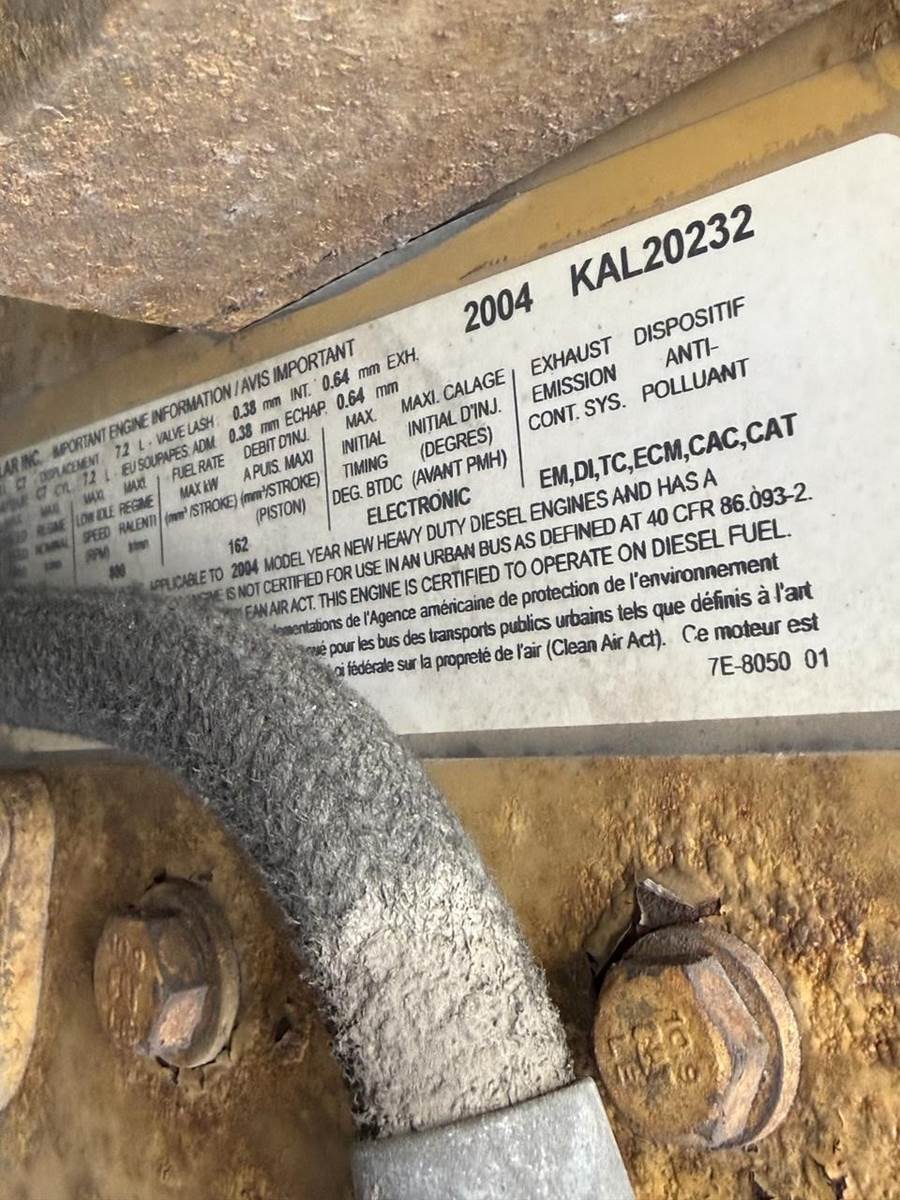 2004 KAL20232
IMPORTANT ENGINE INFORMATION / AVIS IMPORTANT
C7 DISPLACEMENT 7.2 L - VALVE LASH 0.38 mm INT. 0.64 mm EXH.
C7 CYL. 7.2 L JEU SOUPAPES ADM. 0.38 mm ECHAP. 0.64 mm
LOW IDLE
SPEED
(RPM)
MAXI.
REGIME
RALENTI
800
FUEL RATE
MAX kW
(mm³/STROKE)
DEBIT D'INJ.
A PUIS. MAXI
(mm³/STROKE)
(PISTON)
162
MAX.
INITIAL
TIMING
DEG. BTDC
MAXI. CALAGE
INITIAL D'INJ.
(DEGRES)
(AVANT PMH)
ELECTRONIC
EXHAUST
EMISSION
CONT. SYS.
DISPOSITIF
ANTI-
POLLUANT
EM,DI,TC,ECM,CAC,CAT
TO 2004 MODEL YEAR NEW HEAVY DUTY DIESEL ENGINES AND HAS A
IS NOT CERTIFIED FOR USE IN AN URBAN BUS AS DEFINED AT 40 CFR 86.093-2.
AIR ACT. THIS ENGINE IS CERTIFIED TO OPERATE ON DIESEL FUEL.
de l'Agence américaine de protection de l'environnement
pour les bus des transports publics urbains tels que définis à l'art
fédérale sur la propreté de l'air (Clean Air Act). Ce moteur est
7E-8050 01
10.9